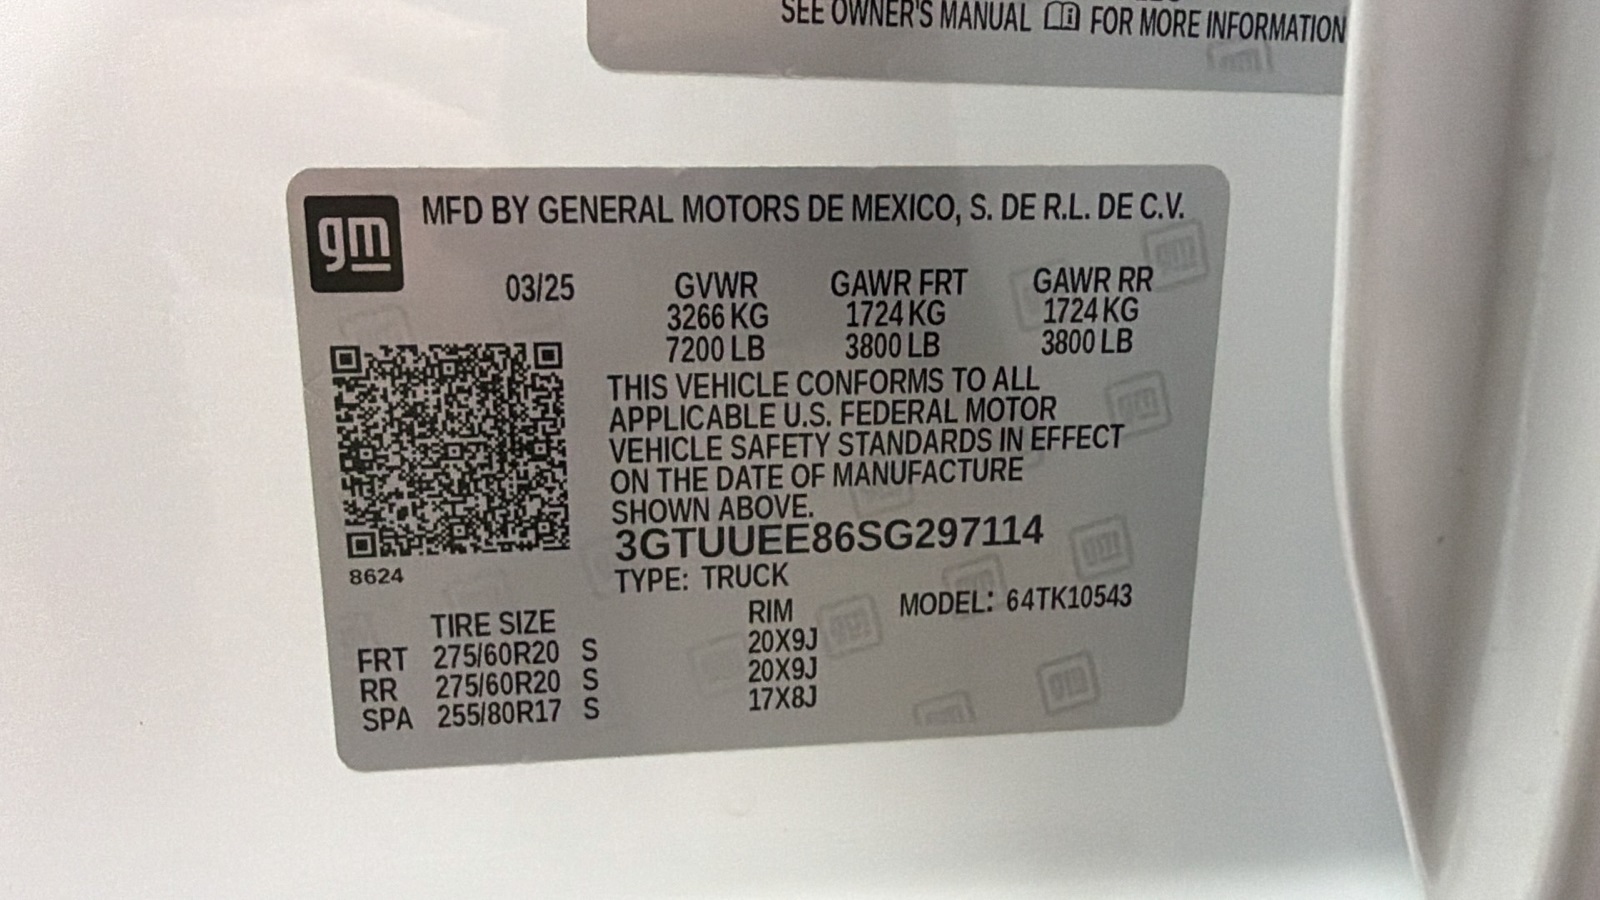 SEE OWNER'S MANUAL FOR MORE INFORMATION
gm MFD BY GENERAL MOTORS DE MEXICO, S. DE R.L. DE C.V.
03/25 GVWR GAWR FRT GAWR RR
3266 KG 1724 KG 1724 KG
7200 LB 3800 LB 3800 LB
THIS VEHICLE CONFORMS TO ALL
APPLICABLE U.S. FEDERAL MOTOR
VEHICLE SAFETY STANDARDS IN EFFECT
ON THE DATE OF MANUFACTURE
SHOWN ABOVE.
3GTUUEE86SG297114
8624
TYPE: TRUCK
TIRE SIZE RIM MODEL: 64TK10543
FRT 275/60R20 S 20X9J
RR 275/60R20 S 20X9J
SPA 255/80R17 S 17X8J